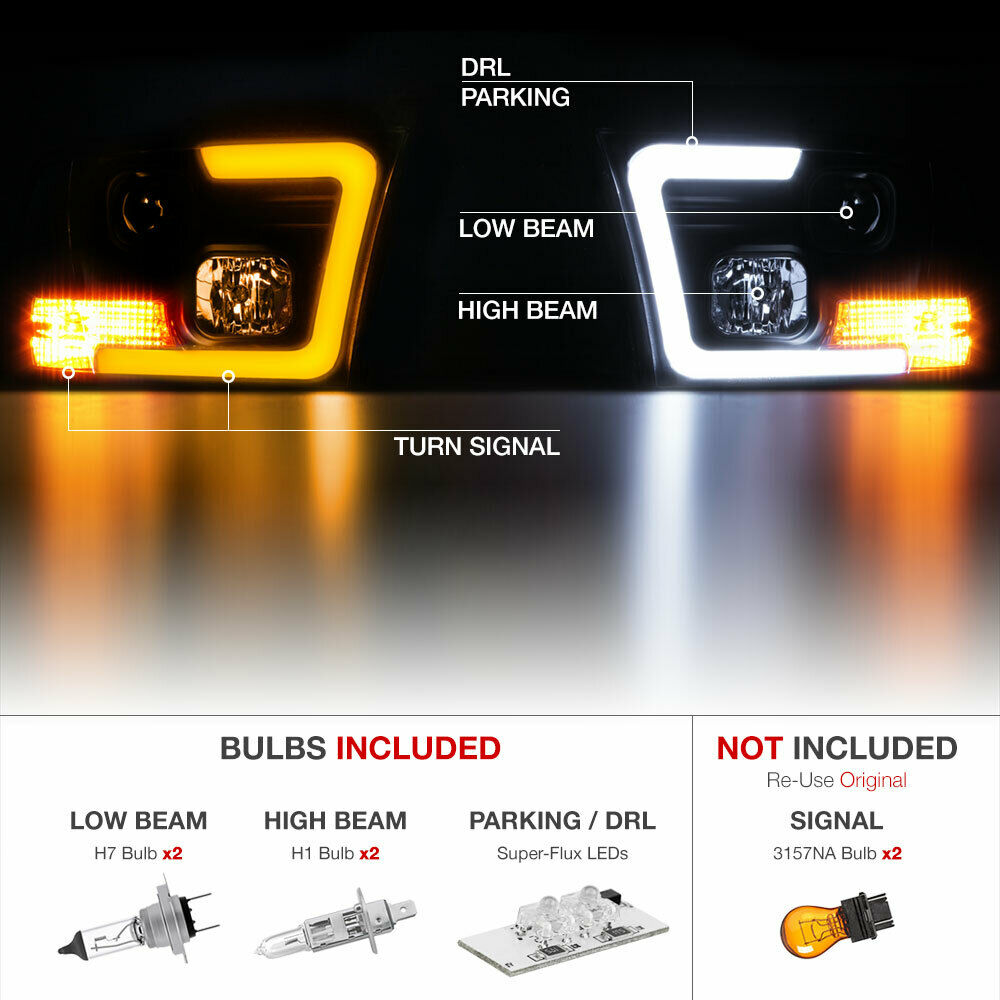 DRL
PARKING
LOW BEAM
HIGH BEAM
TURN SIGNAL
BULBS INCLUDED
LOW BEAM
H7 Bulb x2
HIGH BEAM
H1 Bulb x2
PARKING / DRL
Super-Flux LEDs
NOT INCLUDED
Re-Use Original
SIGNAL
3157NA Bulb x2